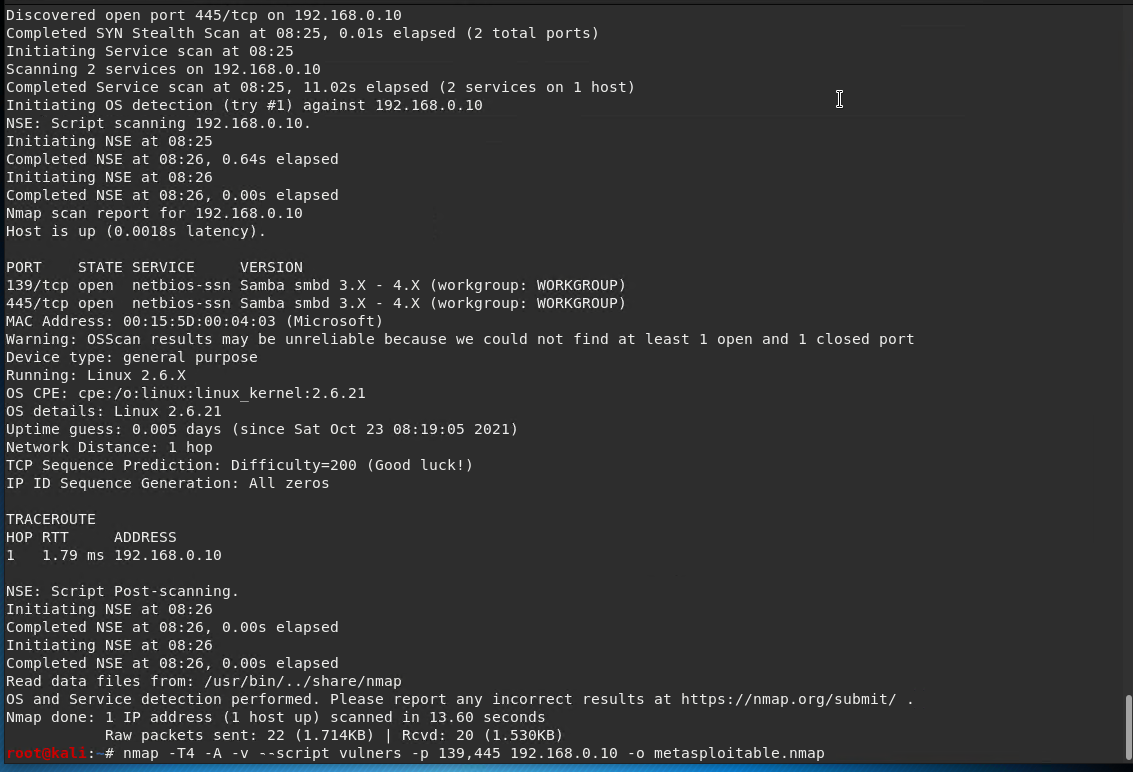 Discovered open port 445/tcp on 192.168.0.10
Completed SYN Stealth Scan at 08:25, 0.01s elapsed (2 total ports)
Initiating Service scan at 08:25
Scanning 2 services on 192.168.0.10
Completed Service scan at 08:25, 11.02s elapsed (2 services on 1 host)
Initiating OS detection (try #1) against 192.168.0.10
NSE: Script scanning 192.168.0.10.
Initiating NSE at 08:25
Completed NSE at 08:26, 0.64s elapsed
Initiating NSE at 08:26
Completed NSE at 08:26, 0.00s elapsed
Nmap scan report for 192.168.0.10
Host is up (0.0018s latency).

PORT    STATE SERVICE     VERSION
139/tcp open  netbios-ssn Samba smbd 3.X - 4.X (workgroup: WORKGROUP)
445/tcp open  netbios-ssn Samba smbd 3.X - 4.X (workgroup: WORKGROUP)
MAC Address: 00:15:5D:00:04:03 (Microsoft)
Warning: OSScan results may be unreliable because we could not find at least 1 open and 1 closed port
Device type: general purpose
Running: Linux 2.6.X
OS CPE: cpe:/o:linux:linux_kernel:2.6.21
OS details: Linux 2.6.21
Uptime guess: 0.005 days (since Sat Oct 23 08:19:05 2021)
Network Distance: 1 hop
TCP Sequence Prediction: Difficulty=200 (Good luck!)
IP ID Sequence Generation: All zeros

TRACEROUTE
HOP RTT     ADDRESS
1   1.79 ms 192.168.0.10

NSE: Script Post-scanning.
Initiating NSE at 08:26
Completed NSE at 08:26, 0.00s elapsed
Initiating NSE at 08:26
Completed NSE at 08:26, 0.00s elapsed
Read data files from: /usr/bin/../share/nmap
OS and Service detection performed. Please report any incorrect results at https://nmap.org/submit/ .
Nmap done: 1 IP address (1 host up) scanned in 13.60 seconds
           Raw packets sent: 22 (1.714KB) | Rcvd: 20 (1.530KB)
root@kali:~# nmap -T4 -A -v --script vulners -p 139,445 192.168.0.10 -o metasploitable.nmap